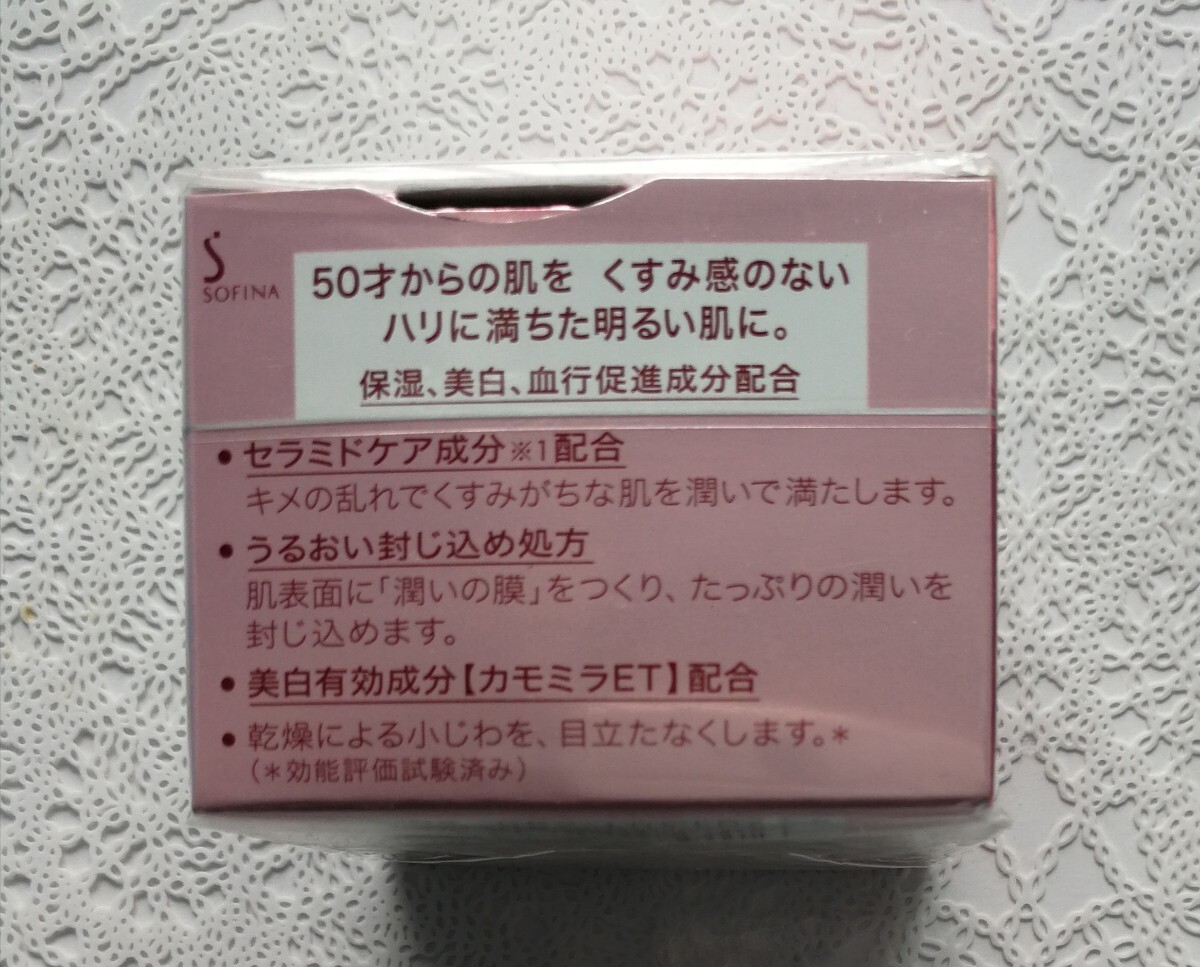 SOFINA
50才からの肌を くすみ感のない
ハリに満ちた明るい肌に。
保湿、美白、血行促進成分配合
• セラミドケア成分※1配合
キメの乱れでくすみがちな肌を潤いで満たします。
• うるおい封じ込め処方
肌表面に「潤いの膜」をつくり、たっぷりの潤いを
封じ込めます。
• 美白有効成分【カモミラET】配合
• 乾燥による小じわを、目立たなくします。＊
（＊効能評価試験済み）